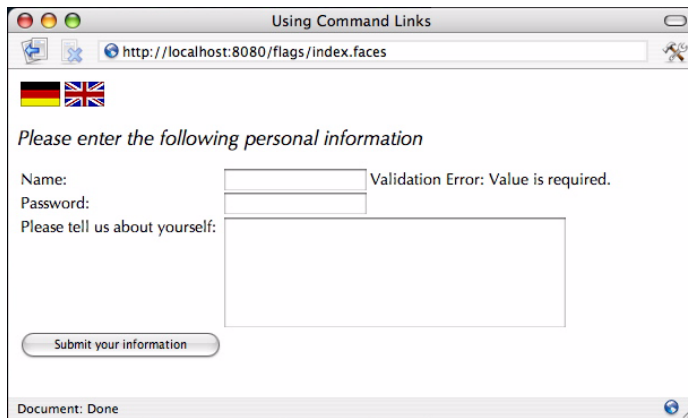 Using Command Links
http://localhost:8080/flags/index.faces
Please enter the following personal information
Name: Validation Error: Value is required.
Password:
Please tell us about yourself:
Submit your information
Document: Done